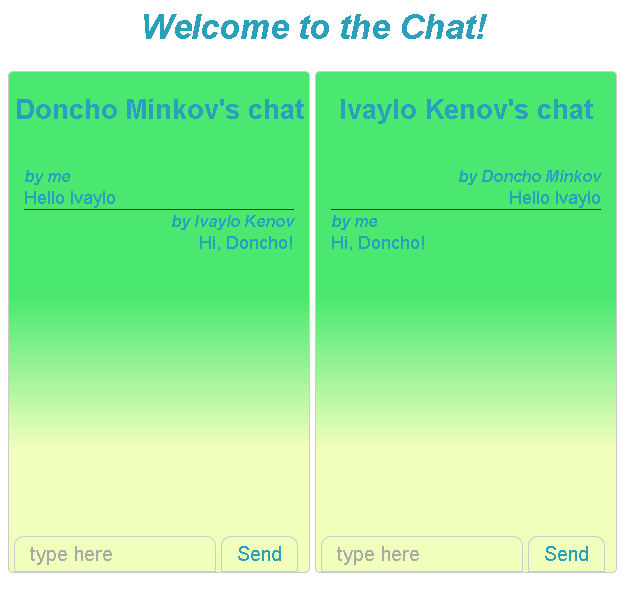 Welcome to the Chat!
Doncho Minkov's chat
by me
Hello Ivaylo
by Ivaylo Kenov
Hi, Doncho!
type here
Send
Ivaylo Kenov's chat
by Doncho Minkov
Hello Ivaylo
by me
Hi, Doncho!
type here
Send